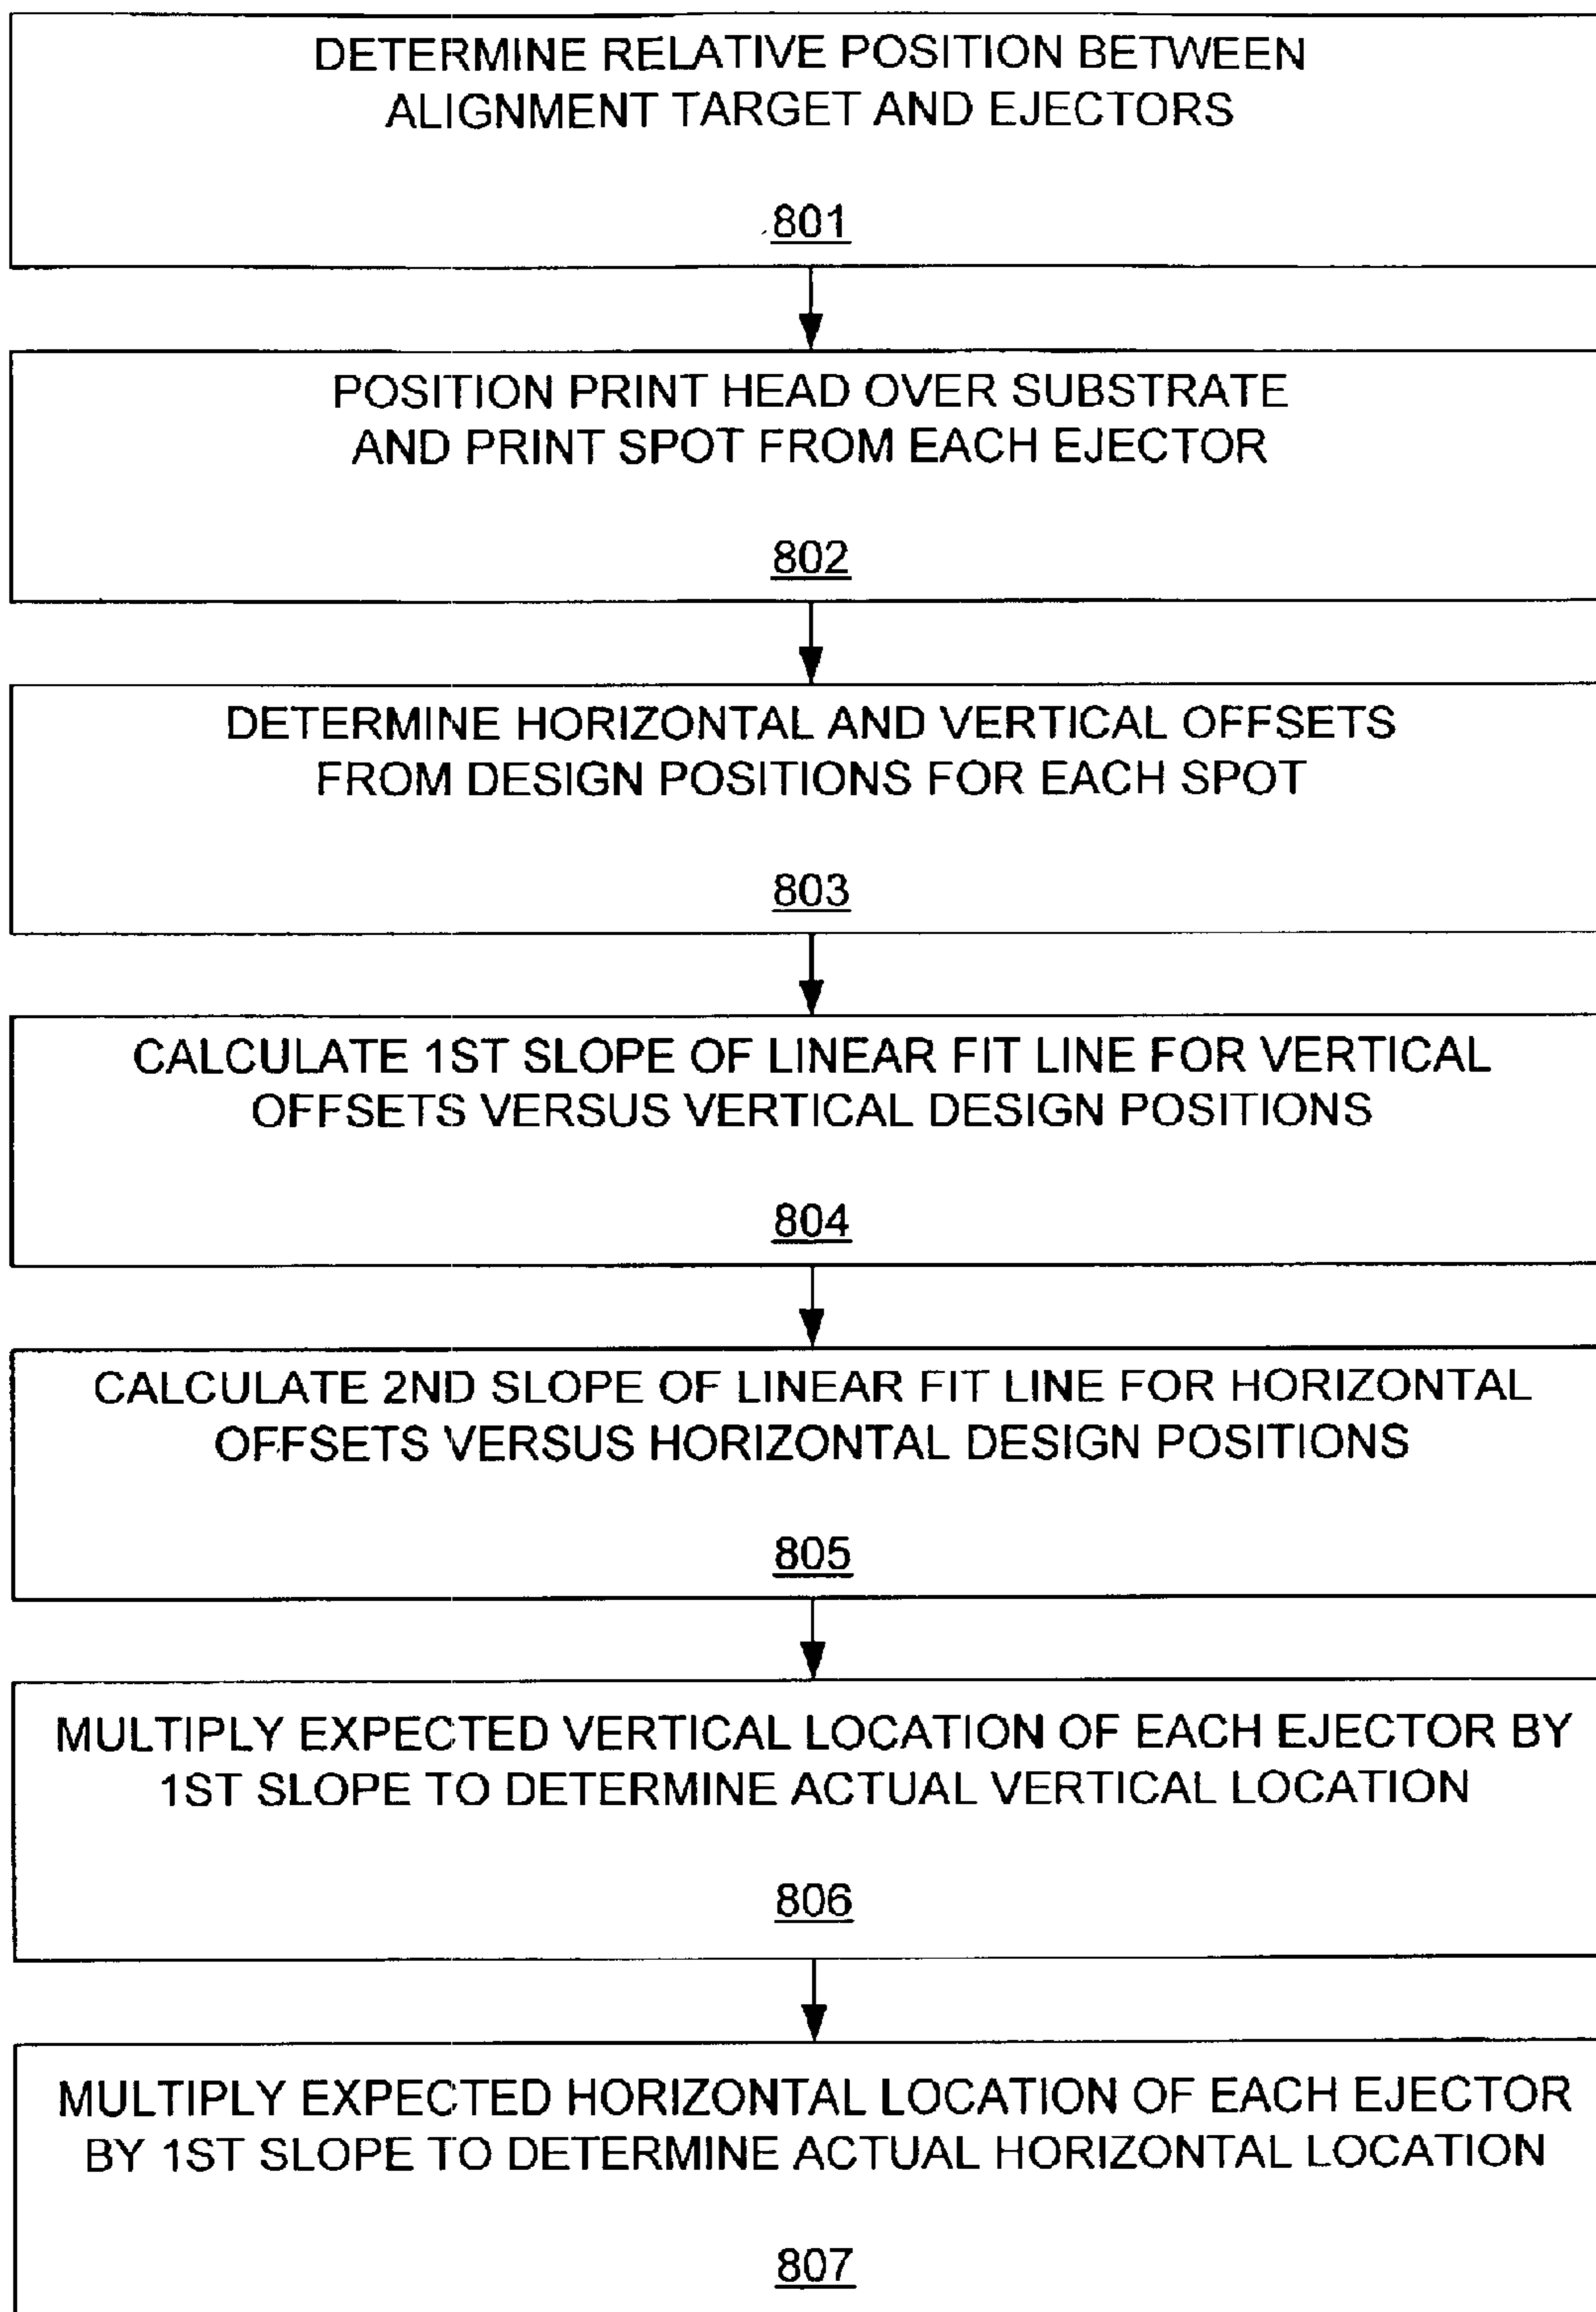 DETERMINE RELATIVE POSITION BETWEEN
ALIGNMENT TARGET AND EJECTORS
801
POSITION PRINT HEAD OVER SUBSTRATE
AND PRINT SPOT FROM EACH EJECTOR
802
DETERMINE HORIZONTAL AND VERTICAL OFFSETS
FROM DESIGN POSITIONS FOR EACH SPOT
803
CALCULATE 1ST SLOPE OF LINEAR FIT LINE FOR VERTICAL
OFFSETS VERSUS VERTICAL DESIGN POSITIONS
804
CALCULATE 2ND SLOPE OF LINEAR FIT LINE FOR HORIZONTAL
OFFSETS VERSUS HORIZONTAL DESIGN POSITIONS
805
MULTIPLY EXPECTED VERTICAL LOCATION OF EACH EJECTOR BY
1ST SLOPE TO DETERMINE ACTUAL VERTICAL LOCATION
806
MULTIPLY EXPECTED HORIZONTAL LOCATION OF EACH EJECTOR
BY 1ST SLOPE TO DETERMINE ACTUAL HORIZONTAL LOCATION
807